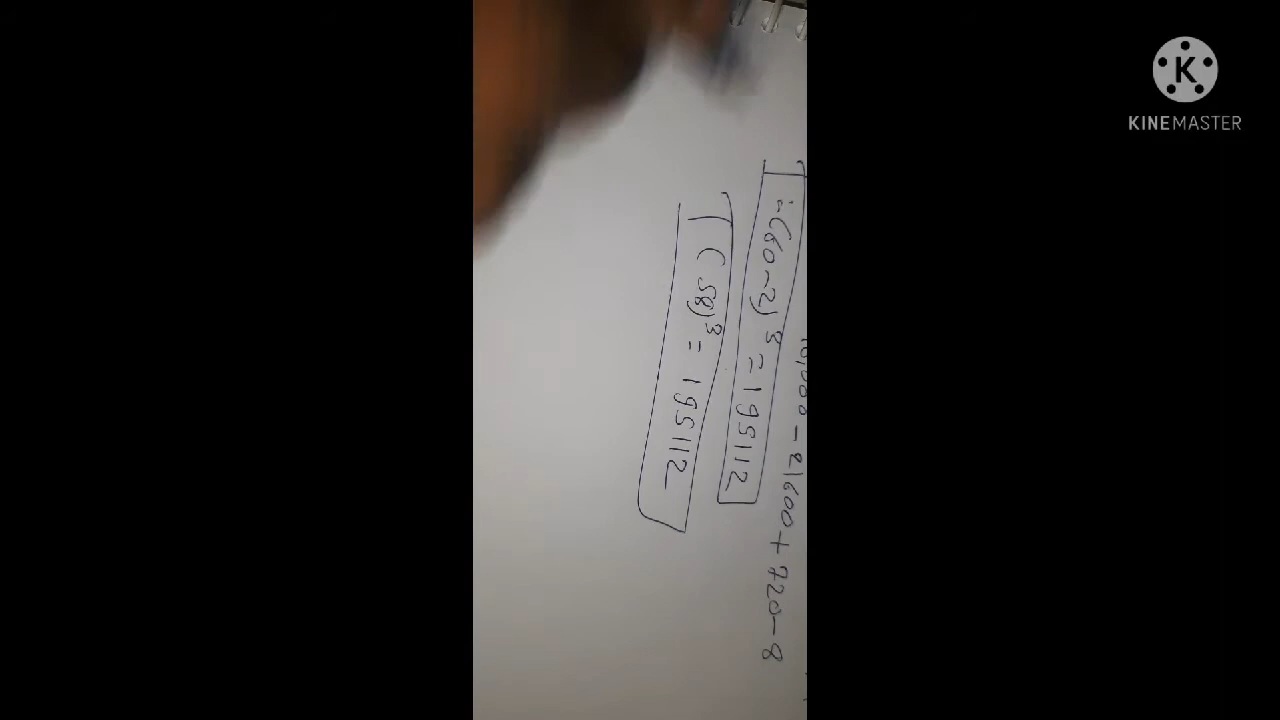 - 21600 + 720 - 8
= (60-2)³ = 195112
(58)³ = 195112
KINEMASTER